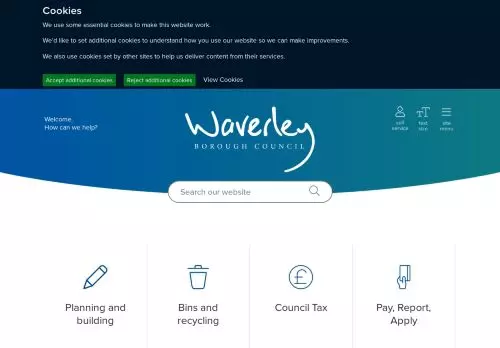 Cookies
We use some essential cookies to make this website work.
We'd like to set additional cookies to understand how you use our website so we can make improvements.
We also use cookies set by other sites to help us deliver content from their services.
Accept additional cookies Reject additional cookies View Cookies
Welcome.
How can we help?
Waverley
BOROUGH COUNCIL
self
service
text
size
site
menu
Search our website
Planning and
building
Bins and
recycling
Council Tax
Pay, Report,
Apply